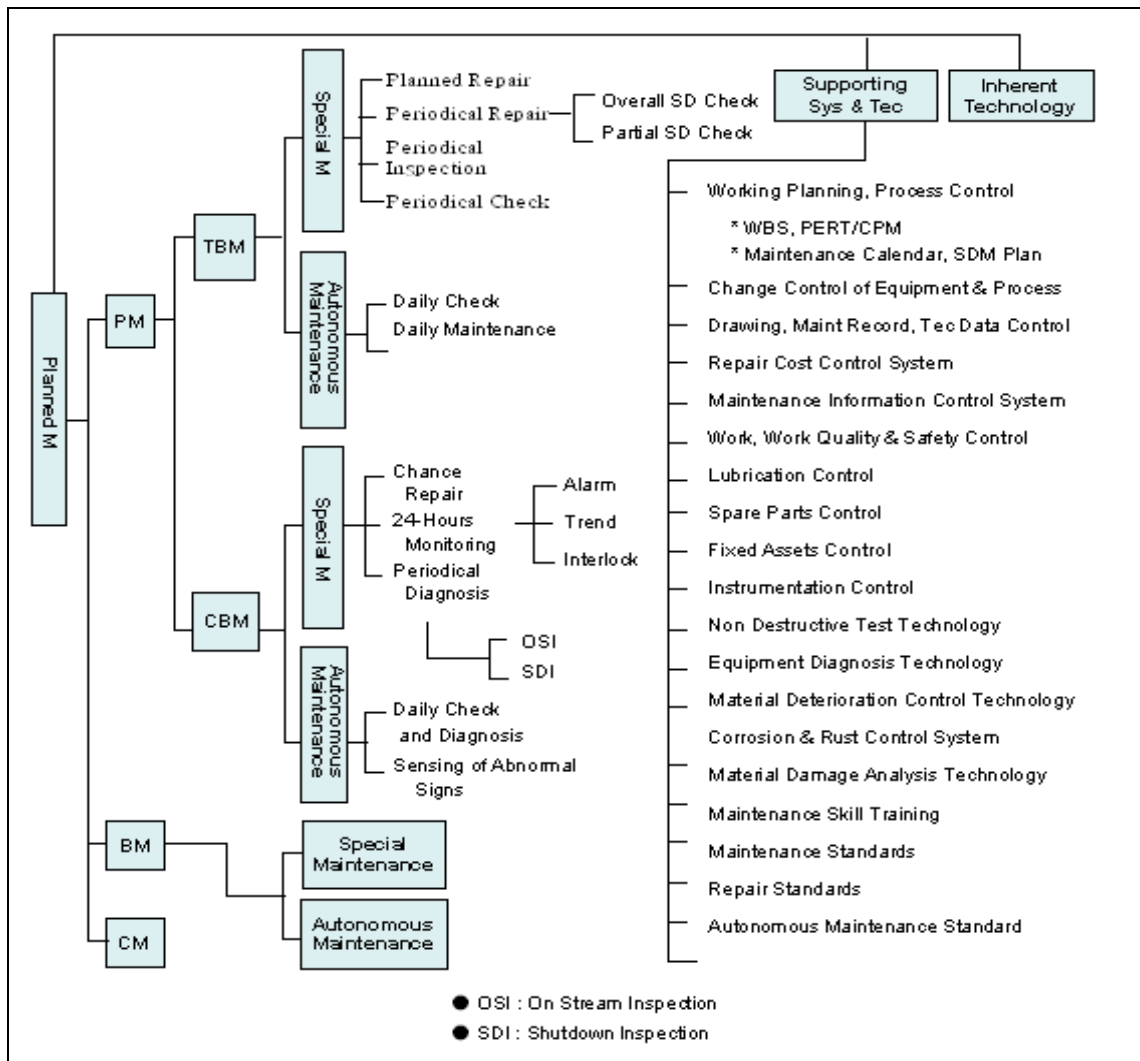 Planned M
PM
BM
CM
TBM
CBM
Special M
Planned Repair
Periodical Repair
Overall SD Check
Partial SD Check
Periodical
Inspection
Periodical Check
Autonomous
Maintenance
Daily Check
Daily Maintenance
Special M
Chance
Repair
24-Hours
Monitoring
Alarm
Trend
Interlock
Periodical
Diagnosis
OSI
SDI
Autonomous
Maintenance
Daily Check
and Diagnosis
Sensing of Abnormal
Signs
Special
Maintenance
Autonomous
Maintenance
Supporting
Sys & Tec
Inherent
Technology
Working Planning, Process Control
* WBS, PERT/CPM
* Maintenance Calendar, SDM Plan
Change Control of Equipment & Process
Drawing, Maint Record, Tec Data Control
Repair Cost Control System
Maintenance Information Control System
Work, Work Quality & Safety Control
Lubrication Control
Spare Parts Control
Fixed Assets Control
Instrumentation Control
Non Destructive Test Technology
Equipment Diagnosis Technology
Material Deterioration Control Technology
Corrosion & Rust Control System
Material Damage Analysis Technology
Maintenance Skill Training
Maintenance Standards
Repair Standards
Autonomous Maintenance Standard
● OSI : On Stream Inspection
● SDI : Shutdown Inspection